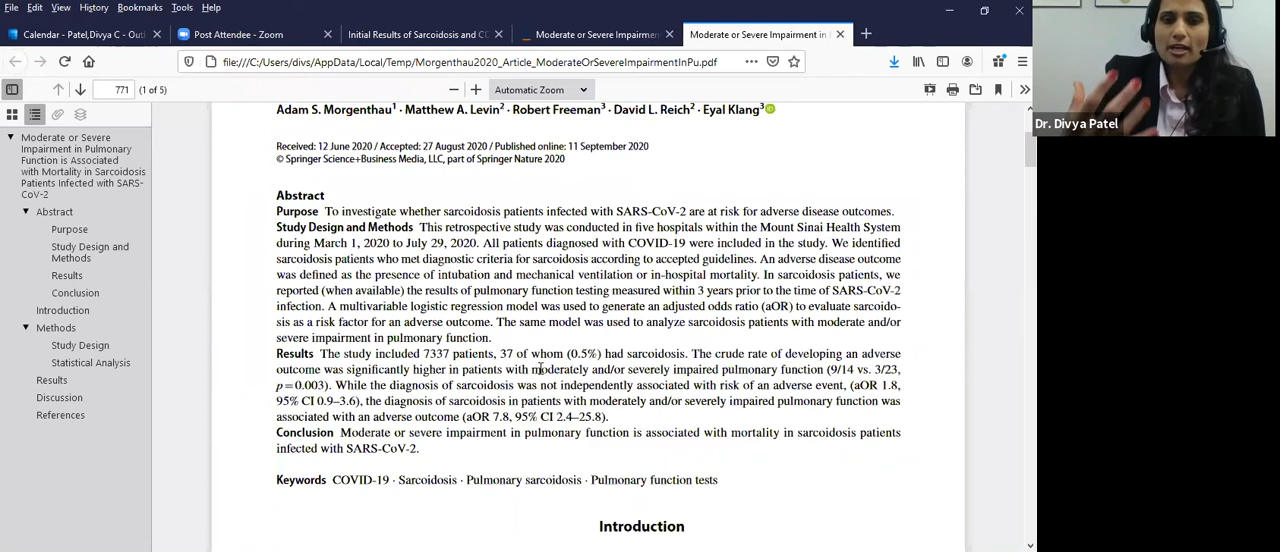 File Edit View History Bookmarks Tools Help
Calendar - Patel,Divya C - Outl
Post Attendee - Zoom
Initial Results of Sarcoidosis and CO
Moderate or Severe Impairmen
Moderate or Severe Impairment in P
file:///C:/Users/divs/AppData/Local/Temp/Morgenthau2020_Article_ModerateOrSevereImpairmentInPu.pdf
771 (1 of 5)
Automatic Zoom
Dr. Divya Patel
Moderate or Severe
Impairment in Pulmonary
Function is Associated
with Mortality in Sarcoidosis
Patients Infected with SARS-
CoV-2
Abstract
Purpose
Study Design and
Methods
Results
Conclusion
Introduction
Methods
Study Design
Statistical Analysis
Results
Discussion
References
Adam S. Morgenthau1 · Matthew A. Levin2 · Robert Freeman3 · David L. Reich2 · Eyal Klang3
Received: 12 June 2020 / Accepted: 27 August 2020 / Published online: 11 September 2020
© Springer Science+Business Media, LLC, part of Springer Nature 2020
Abstract
Purpose To investigate whether sarcoidosis patients infected with SARS-CoV-2 are at risk for adverse disease outcomes.
Study Design and Methods This retrospective study was conducted in five hospitals within the Mount Sinai Health System
during March 1, 2020 to July 29, 2020. All patients diagnosed with COVID-19 were included in the study. We identified
sarcoidosis patients who met diagnostic criteria for sarcoidosis according to accepted guidelines. An adverse disease outcome
was defined as the presence of intubation and mechanical ventilation or in-hospital mortality. In sarcoidosis patients, we
reported (when available) the results of pulmonary function testing measured within 3 years prior to the time of SARS-CoV-2
infection. A multivariable logistic regression model was used to generate an adjusted odds ratio (aOR) to evaluate sarcoido-
sis as a risk factor for an adverse outcome. The same model was used to analyze sarcoidosis patients with moderate and/or
severe impairment in pulmonary function.
Results The study included 7337 patients, 37 of whom (0.5%) had sarcoidosis. The crude rate of developing an adverse
outcome was significantly higher in patients with moderately and/or severely impaired pulmonary function (9/14 vs. 3/23,
p=0.003). While the diagnosis of sarcoidosis was not independently associated with risk of an adverse event, (aOR 1.8,
95% CI 0.9–3.6), the diagnosis of sarcoidosis in patients with moderately and/or severely impaired pulmonary function was
associated with an adverse outcome (aOR 7.8, 95% CI 2.4–25.8).
Conclusion Moderate or severe impairment in pulmonary function is associated with mortality in sarcoidosis patients
infected with SARS-CoV-2.
Keywords COVID-19 · Sarcoidosis · Pulmonary sarcoidosis · Pulmonary function tests
Introduction